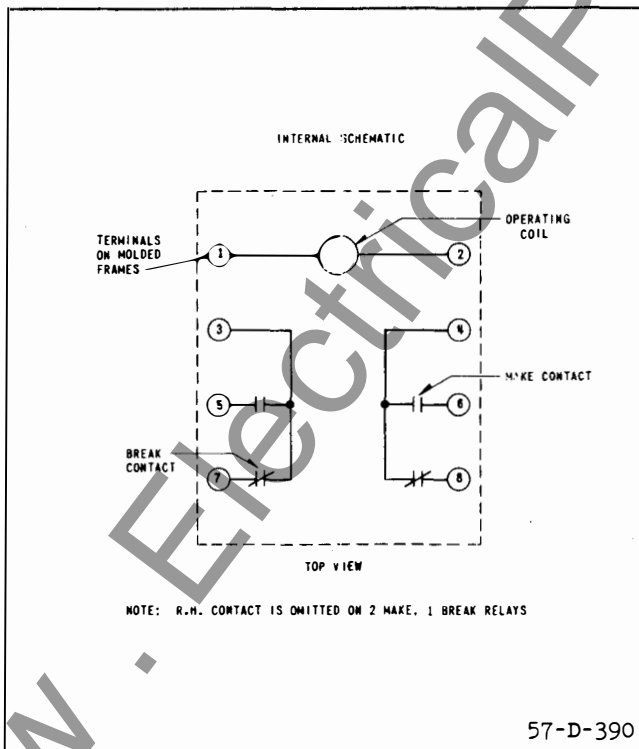 INTERNAL SCHEMATIC
OPERATING
COIL
TERMINALS
ON MOLDED
FRAMES
1
2
3
4
5
6
MAKE CONTACT
BREAK
CONTACT
7
8
TOP VIEW
NOTE: R.H. CONTACT IS OMITTED ON 2 MAKE, 1 BREAK RELAYS
57-D-390
w . ElectricalP